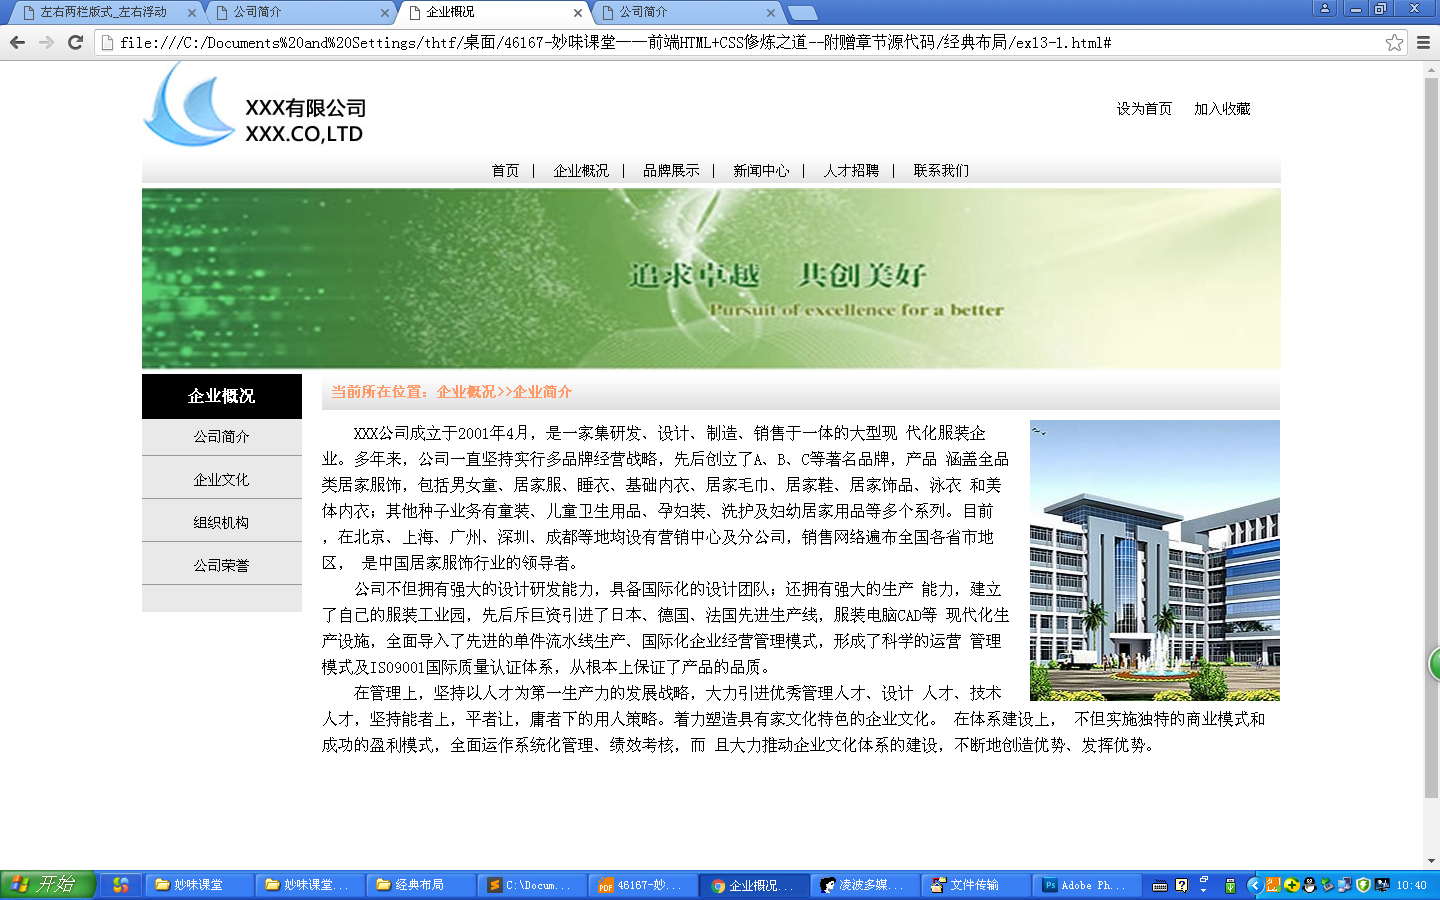 左右两栏版式_左右浮动
公司简介
企业概况
公司简介
file:///C:/Documents%20and%20Settings/thtf/桌面/46167-妙味课堂——前端HTML+CSS修炼之道--附赠章节源代码/经典布局/ex13-1.html#
XXX有限公司
XXX.CO,LTD
设为首页 加入收藏
首页 | 企业概况 | 品牌展示 | 新闻中心 | 人才招聘 | 联系我们
追求卓越 共创美好
Pursuit of excellence for a better
企业概况
公司简介
企业文化
组织机构
公司荣誉
当前所在位置：企业概况>>企业简介
XXX公司成立于2001年4月，是一家集研发、设计、制造、销售于一体的大型现 代化服装企
业。多年来，公司一直坚持实行多品牌经营战略，先后创立了A、B、C等著名品牌，产品 涵盖全品
类居家服饰，包括男女童、居家服、睡衣、基础内衣、居家毛巾、居家鞋、居家饰品、泳衣 和美
体内衣；其他种子业务有童装、儿童卫生用品、孕妇装、洗护及妇幼居家用品等多个系列。目前
，在北京、上海、广州、深圳、成都等地均设有营销中心及分公司，销售网络遍布全国各省市地
区， 是中国居家服饰行业的领导者。
公司不但拥有强大的设计研发能力，具备国际化的设计团队；还拥有强大的生产 能力，建立
了自己的服装工业园，先后斥巨资引进了日本、德国、法国先进生产线，服装电脑CAD等 现代化生
产设施，全面导入了先进的单件流水线生产、国际化企业经营管理模式，形成了科学的运营 管理
模式及ISO9001国际质量认证体系，从根本上保证了产品的品质。
在管理上，坚持以人才为第一生产力的发展战略，大力引进优秀管理人才、设计 人才、技术
人才，坚持能者上，平者让，庸者下的用人策略。着力塑造具有家文化特色的企业文化。 在体系建设上， 不但实施独特的商业模式和
成功的盈利模式，全面运作系统化管理、绩效考核，而 且大力推动企业文化体系的建设，不断地创造优势、发挥优势。
开始
妙味课堂
妙味课堂...
经典布局
C:\Docum...
46167-妙...
企业概况...
凌波多媒...
文件传输
Adobe Ph...
10:40